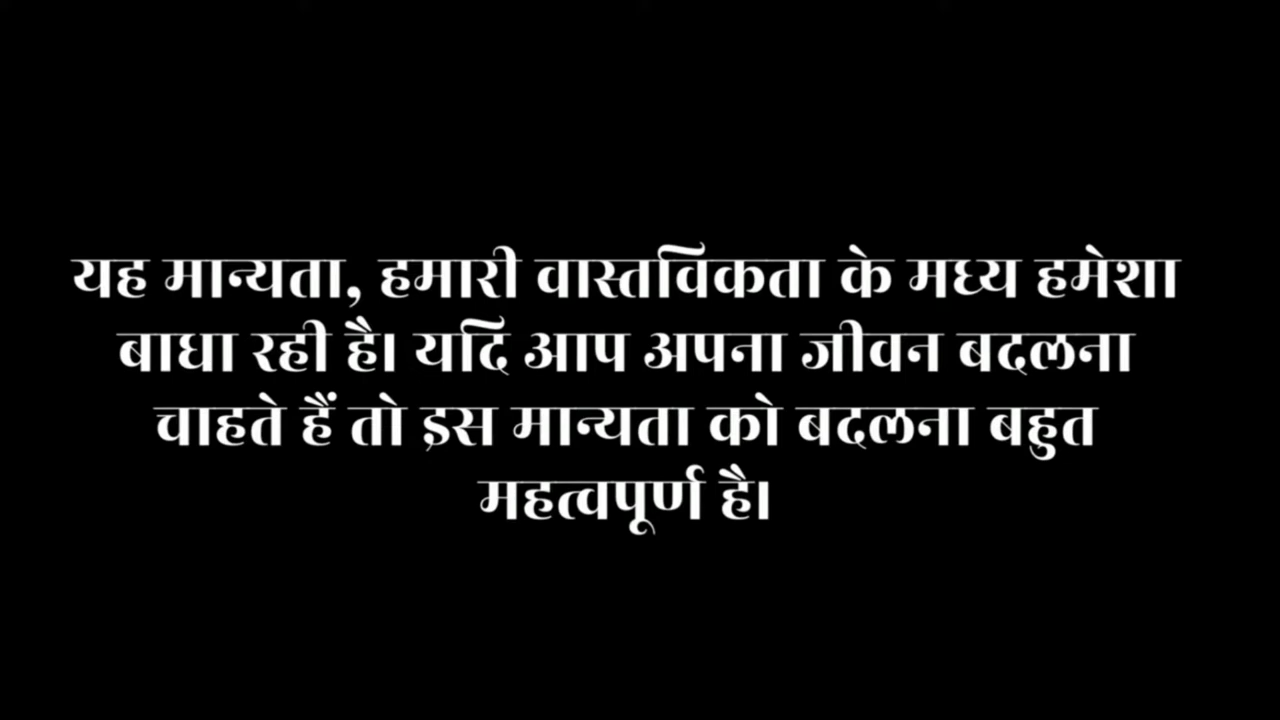 यह मान्यता, हमारी वास्तविकता के मध्य हमेशा
बाधा रही है। यदि आप अपना जीवन बदलना
चाहते हैं तो इस मान्यता को बदलना बहुत
महत्वपूर्ण है।